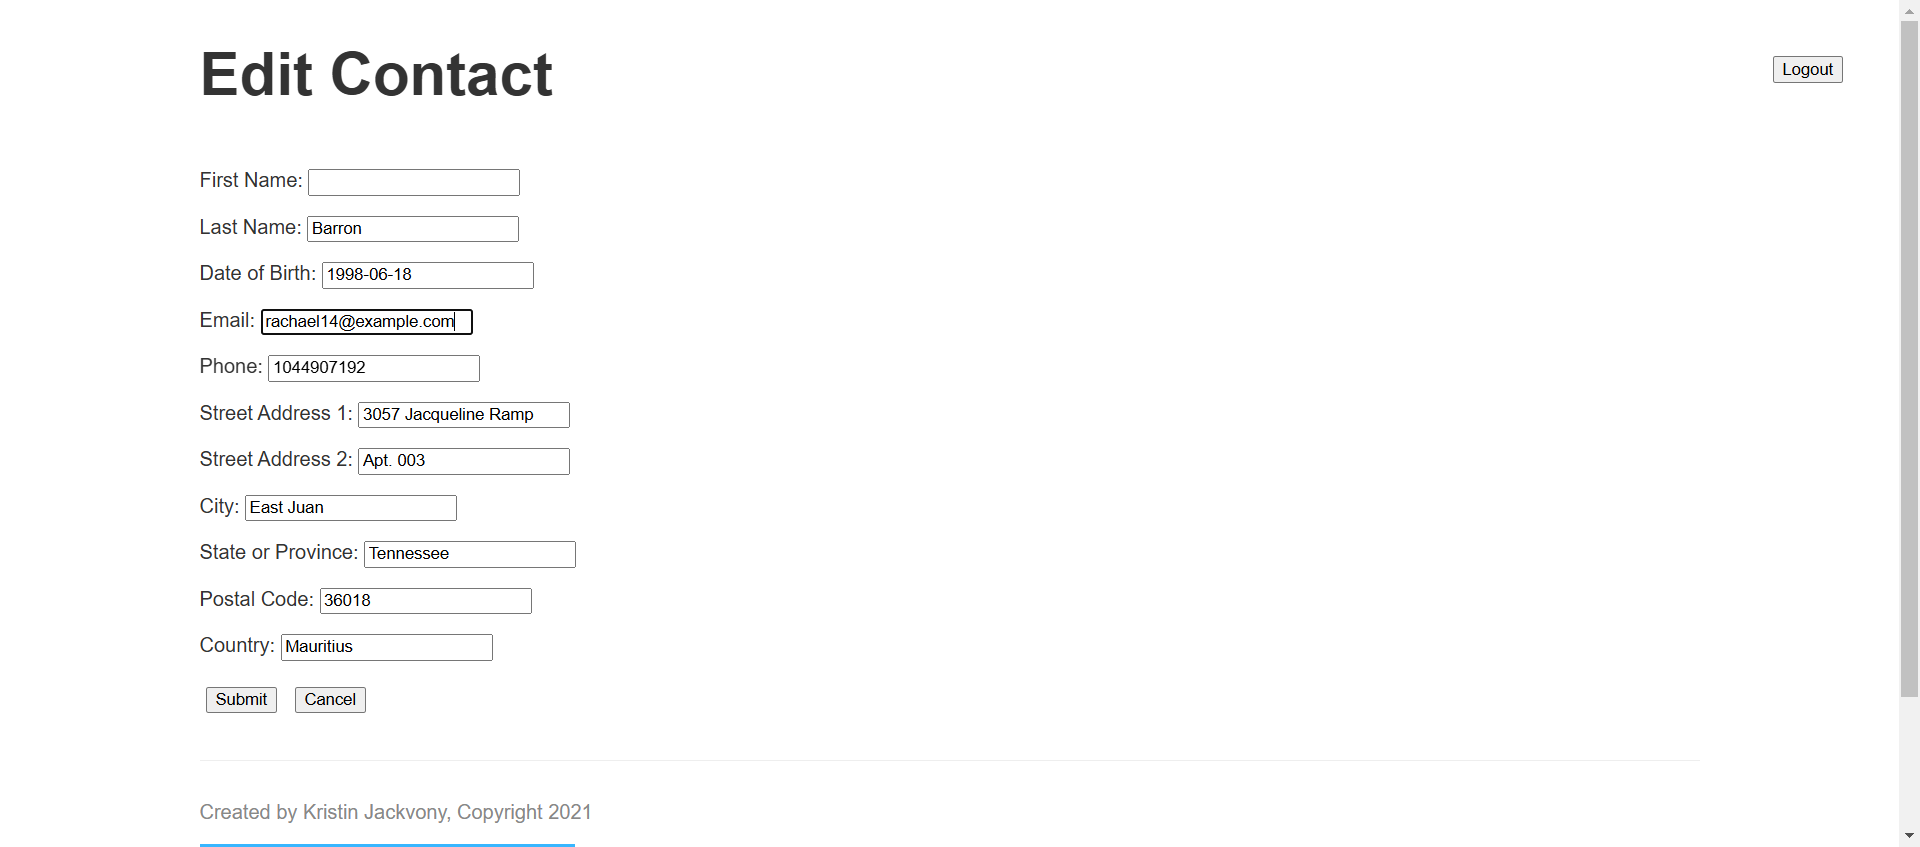 Edit Contact
Logout
First Name:
Last Name: Barron
Date of Birth: 1998-06-18
Email: rachael14@example.com
Phone: 1044907192
Street Address 1: 3057 Jacqueline Ramp
Street Address 2: Apt. 003
City: East Juan
State or Province: Tennessee
Postal Code: 36018
Country: Mauritius
Submit Cancel
Created by Kristin Jackvony, Copyright 2021